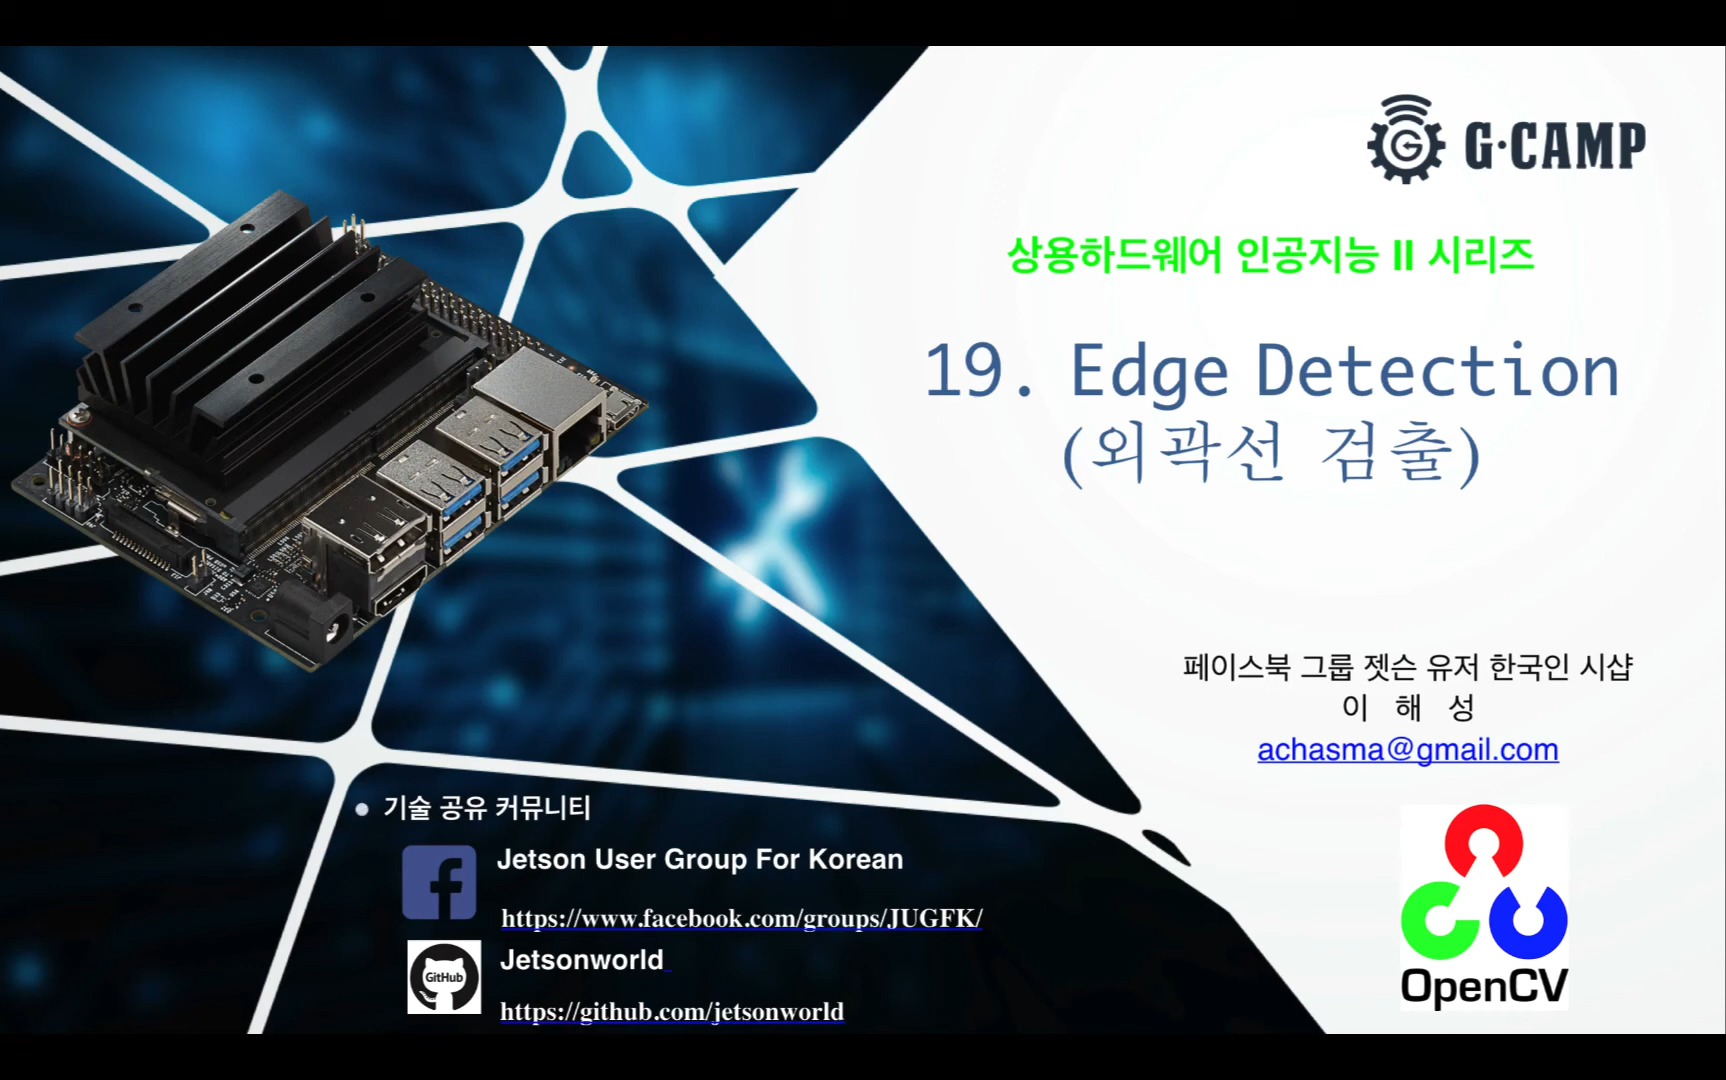 G·CAMP
상용하드웨어 인공지능 II 시리즈
19. Edge Detection
(외곽선 검출)
페이스북 그룹 젯슨 유저 한국인 시샵
이 해 성
achasma@gmail.com
기술 공유 커뮤니티
Jetson User Group For Korean
https://www.facebook.com/groups/JUGFK/
GitHub
Jetsonworld
https://github.com/jetsonworld
OpenCV